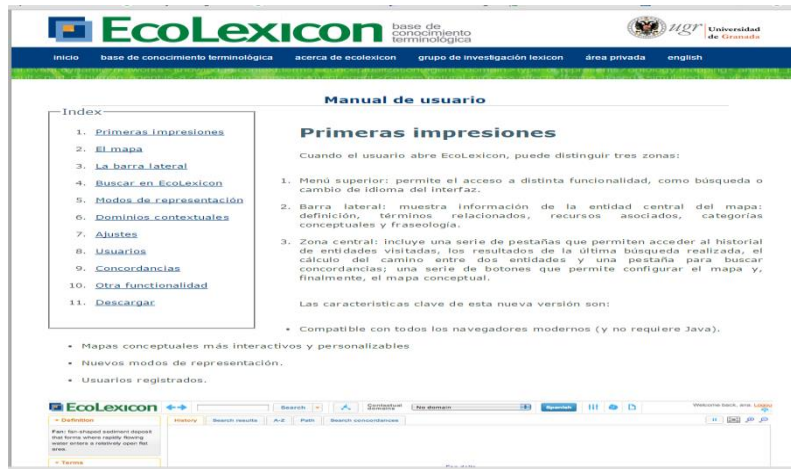 EcoLexicon base de
conocimiento
terminológica
ugr Universidad
de Granada
inicio base de conocimiento terminológica acerca de ecolexicon grupo de investigación lexicon área privada english
Manual de usuario
Index
1. Primeras impresiones
2. El mapa
3. La barra lateral
4. Buscar en EcoLexicon
5. Modos de representación
6. Dominios contextuales
7. Ajustes
8. Usuarios
9. Concordancias
10. Otra functionalidad
11. Descargar
Primeras impresiones
Cuando el usuario abre EcoLexicon, puede distinguir tres zonas:
1. Menú superior: permite el acceso a distinta funcionalidad, como búsqueda o
cambio de idioma del interfaz.
2. Barra lateral: muestra información de la entidad central del mapa:
definición, términos relacionados, recursos asociados, categorías
conceptuales y fraseología.
3. Zona central: incluye una serie de pestañas que permiten acceder al historial
de entidades visitadas, los resultados de la última búsqueda realizada, el
cálculo del camino entre dos entidades y una pestaña para buscar
concordancias; una serie de botones que permite configurar el mapa y,
finalmente, el mapa conceptual.
Las características clave de esta nueva versión son:
• Compatible con todos los navegadores modernos (y no requiere Java).
• Mapas conceptuales más interactivos y personalizables
• Nuevos modos de representación.
• Usuarios registrados.
EcoLexicon Search Contextual
domains No domain Spanish Welcome back, ana. Logout
Definition History Search results A-Z Path Search concordances
Fan: fan-shaped sediment deposit
that forms where rapidly flowing
water enters a relatively open flat
area.
Terms